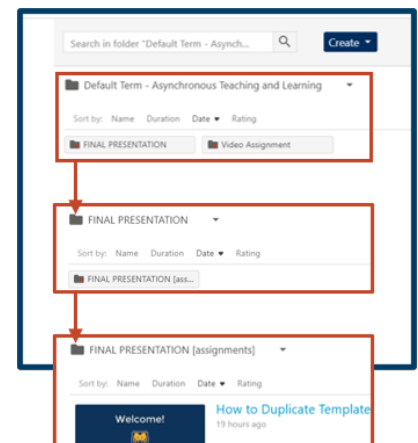 Search in folder "Default Term - Asynch...
Create
Default Term - Asynchronous Teaching and Learning
Sort by: Name Duration Date Rating
FINAL PRESENTATION Video Assignment
FINAL PRESENTATION
Sort by: Name Duration Date Rating
FINAL PRESENTATION [ass...
FINAL PRESENTATION [assignments]
Sort by: Name Duration Date Rating
How to Duplicate Template
Welcome!
19 hours ago